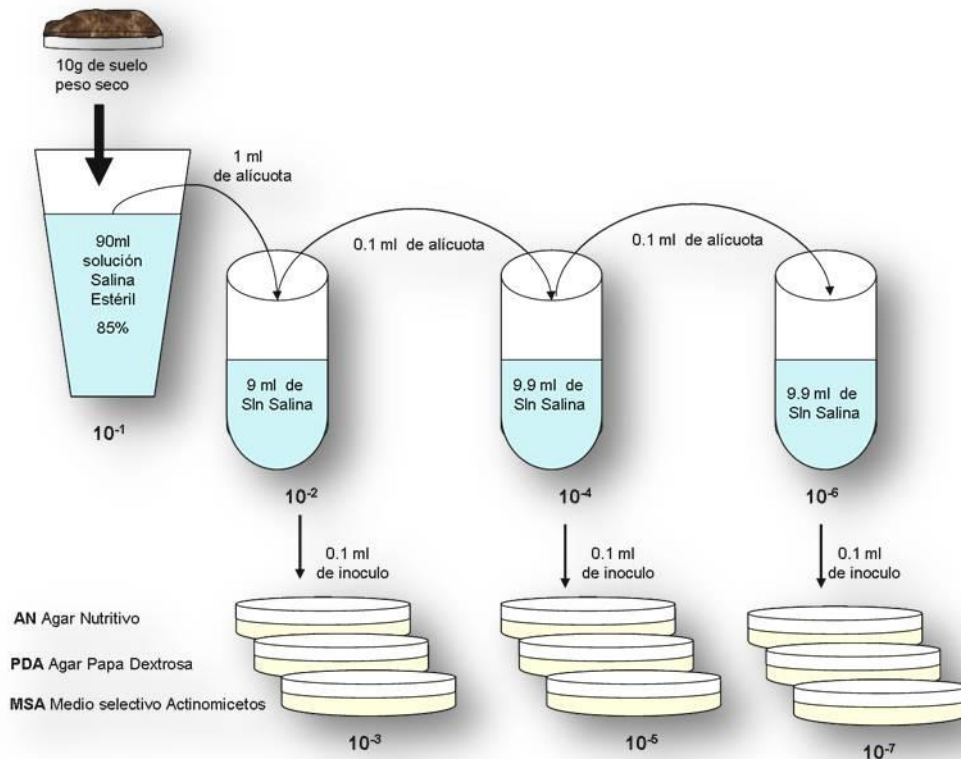 10g de suelo
peso seco
1 ml
de alícuota
90ml
solución
Salina
Estéril
85%
10⁻¹
0.1 ml de alícuota
0.1 ml de alícuota
9 ml de
Sln Salina
9.9 ml de
Sln Salina
9.9 ml de
Sln Salina
10⁻²
10⁻⁴
10⁻⁶
0.1 ml
de inoculo
0.1 ml
de inoculo
0.1 ml
de inoculo
AN Agar Nutritivo
PDA Agar Papa Dextrosa
MSA Medio selectivo Actinomicetos
10⁻³
10⁻⁵
10⁻⁷